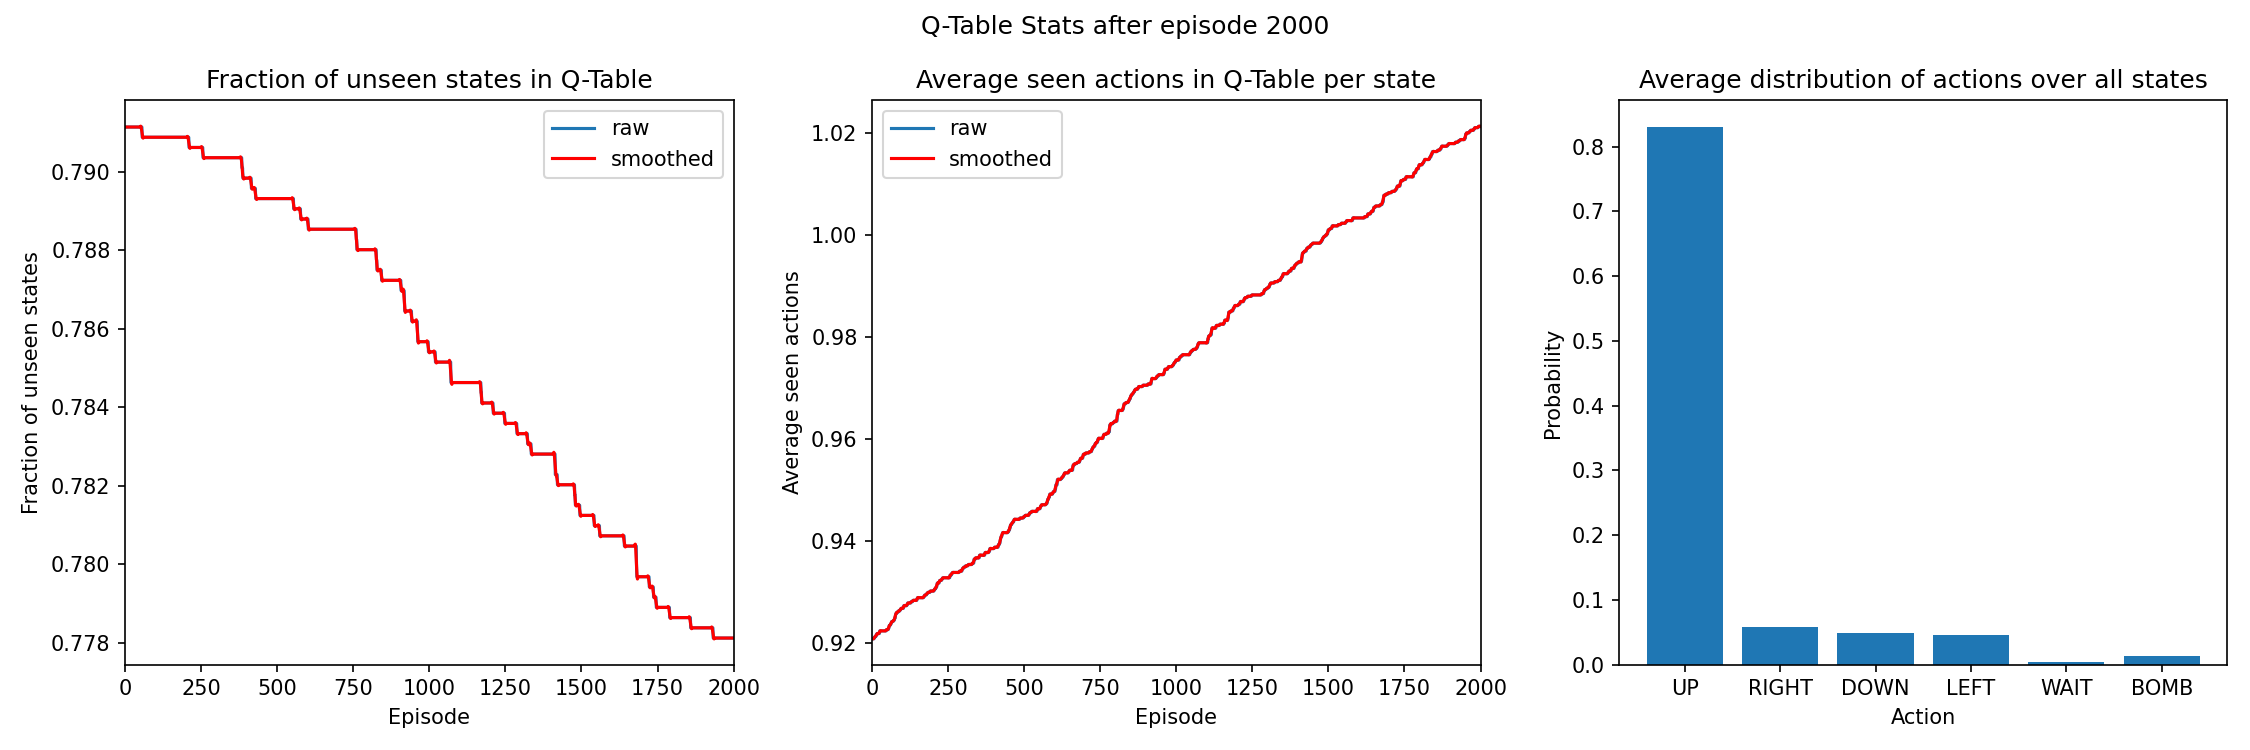 Q-Table Stats after episode 2000
Fraction of unseen states in Q-Table
raw
smoothed
Fraction of unseen states
0.790
0.788
0.786
0.784
0.782
0.780
0.778
0 250 500 750 1000 1250 1500 1750 2000
Episode
Average seen actions in Q-Table per state
raw
smoothed
Average seen actions
1.02
1.00
0.98
0.96
0.94
0.92
0 250 500 750 1000 1250 1500 1750 2000
Episode
Average distribution of actions over all states
Probability
0.8
0.7
0.6
0.5
0.4
0.3
0.2
0.1
0.0
UP RIGHT DOWN LEFT WAIT BOMB
Action